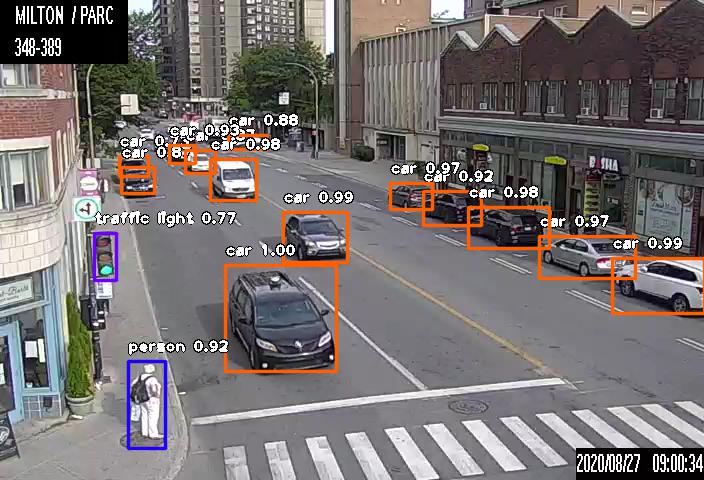 MILTON / PARC
348-389
car 0.88
car 0.93
car 0.98
car 0.97
car 0.92
car 0.98
car 0.99
car 0.97
traffic light 0.77
car 0.99
car 1.00
person 0.92
2020/08/27 09:00:34